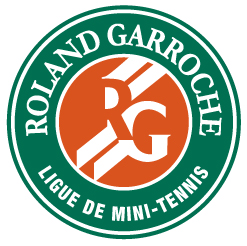 ROLAND GARROCHE
RG
LIGUE DE MINI-TENNIS